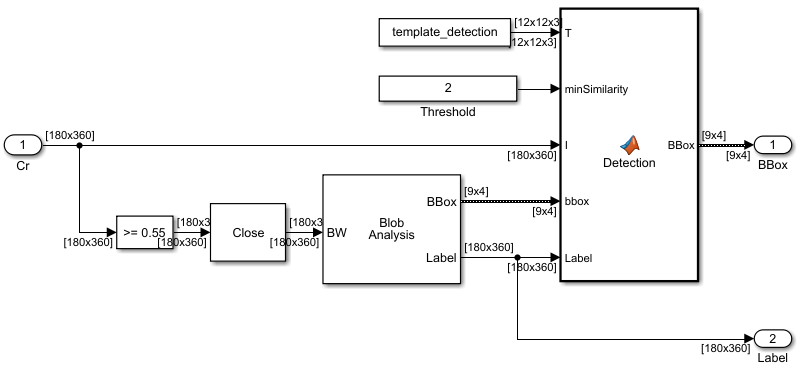 template_detection
[12x12x3]
[12x12x3]
T
2
Threshold
minSimilarity
1
Cr
[180x360]
[180x360]
I
Detection
BBox
[9x4]
[9x4]
1
BBox
[180x360]
>= 0.55
[180x3
[180x360]
Close
[180x3
[180x360]
BW
Blob
Analysis
BBox
[9x4]
[9x4]
bbox
Label
[180x360]
[180x360]
Label
[180x360]
2
Label